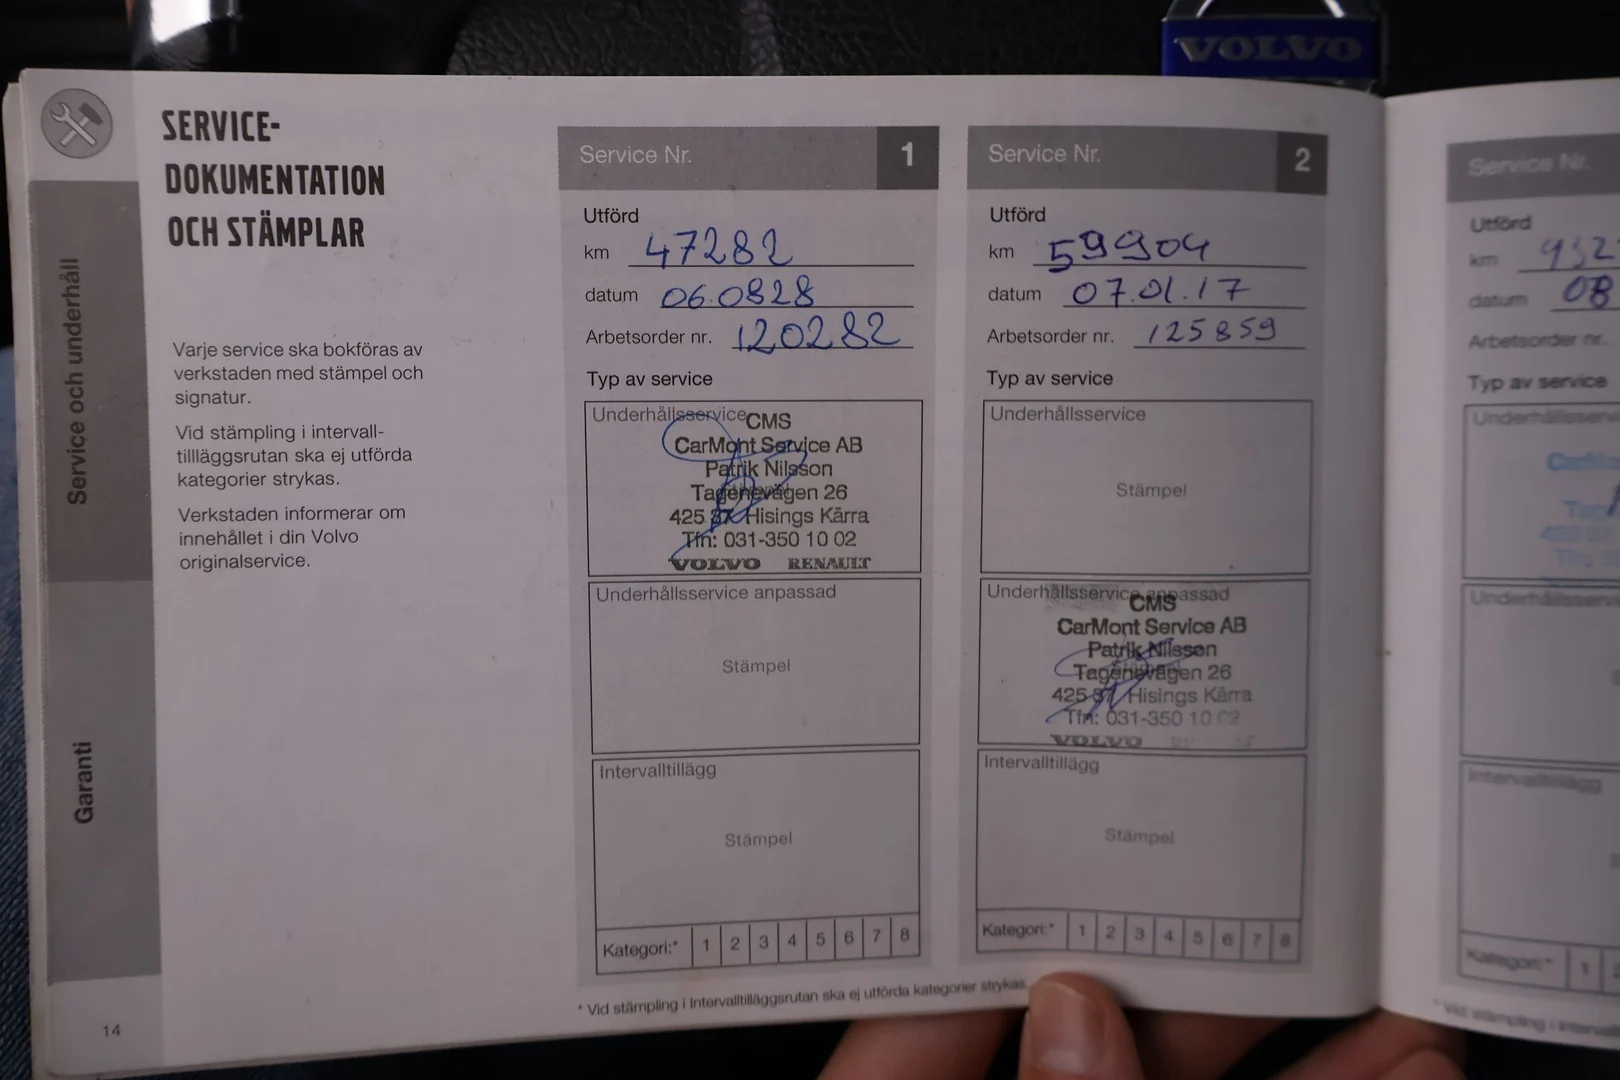 VOLVO
SERVICE-
DOKUMENTATION
OCH STÄMPLAR
Varje service ska bokföras av
verkstaden med stämpel och
signatur.
Vid stämpling i intervall-
tillläggsrutan ska ej utförda
kategorier strykas.
Verkstaden informerar om
innehållet i din Volvo
originalservice.
Service och underhåll
Garanti
14
Service Nr. 1
Utförd
km 47282
datum 06.0828
Arbetsorder nr. 120282
Typ av service
Underhållsservice
CMS
CarMont Service AB
Patrik Nilsson
Tagenevägen 26
425 37 Hisings Kärra
Tfn: 031-350 10 02
VOLVO RENAULT
Underhållsservice anpassad
Stämpel
Intervalltillägg
Stämpel
Kategori:* 1 2 3 4 5 6 7 8
Service Nr. 2
Utförd
km 59904
datum 07.01.17
Arbetsorder nr. 125859
Typ av service
Underhållsservice
Stämpel
Underhållsservice anpassad
CMS
CarMont Service AB
Patrik Nilsson
Tagenevägen 26
425 37 Hisings Kärra
Tfn: 031-350 10 02
VOLVO
Intervalltillägg
Stämpel
Kategori:* 1 2 3 4 5 6 7 8
* Vid stämpling i Intervalltilläggsrutan ska ej utförda kategorier strykas.
Service Nr.
Utförd
km 932
datum 08
Arbetsorder nr.
Typ av service
Intervalltillägg
Kategori:* 1